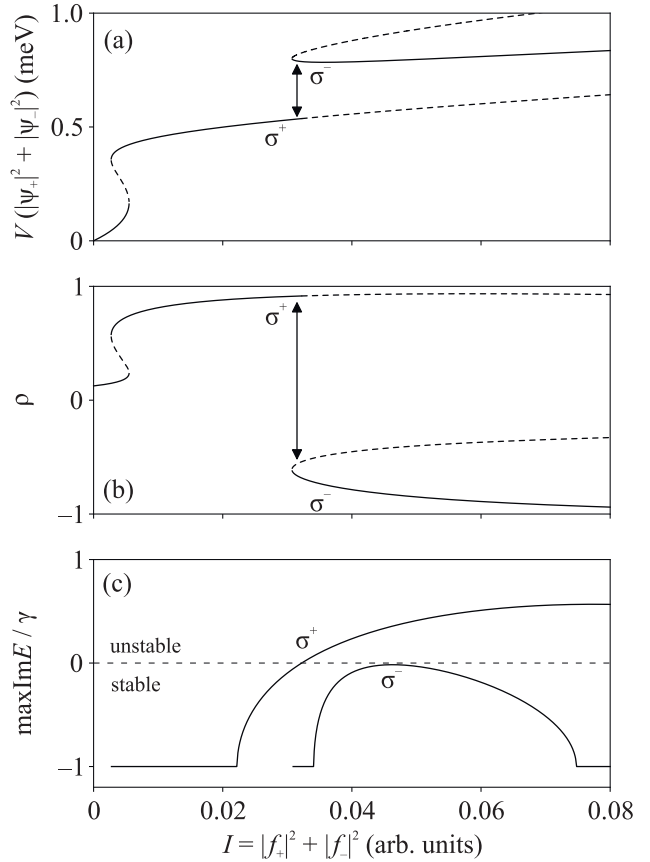 (a)
1.0
0.5
0
V (|ψ₊|² + |ψ₋|²) (meV)
σ⁻
σ⁺
(b)
1
0
−1
ρ
σ⁺
σ⁻
(c)
1
0
−1
maxImE / γ
unstable
stable
σ⁺
σ⁻
0 0.02 0.04 0.06 0.08
I = |f₊|² + |f₋|² (arb. units)